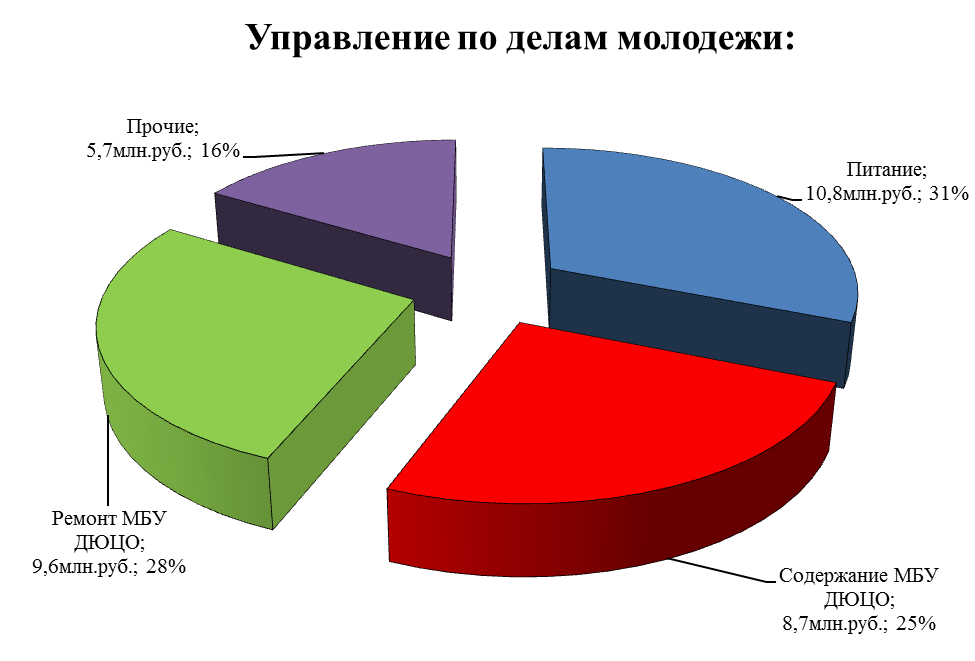 Управление по делам молодежи:
Прочие;
5,7млн.руб.; 16%
Питание;
10,8млн.руб.; 31%
Ремонт МБУ
ДЮЦО;
9,6млн.руб.; 28%
Содержание МБУ
ДЮЦО;
8,7млн.руб.; 25%